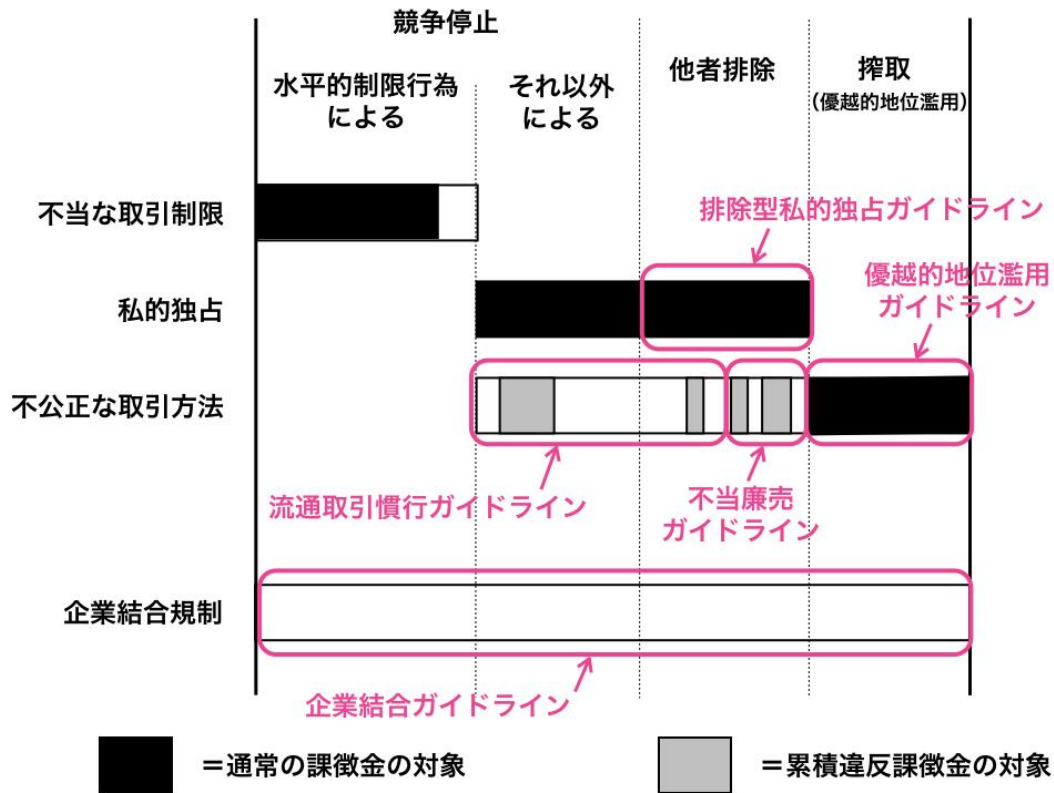 競争停止
水平的制限行為
による
それ以外
による
他者排除
搾取
(優越的地位濫用)
不当な取引制限
排除型私的独占ガイドライン
優越的地位濫用
ガイドライン
私的独占
不公正な取引方法
流通取引慣行ガイドライン
不当廉売
ガイドライン
企業結合規制
企業結合ガイドライン
=通常の課徴金の対象
=累積違反課徴金の対象